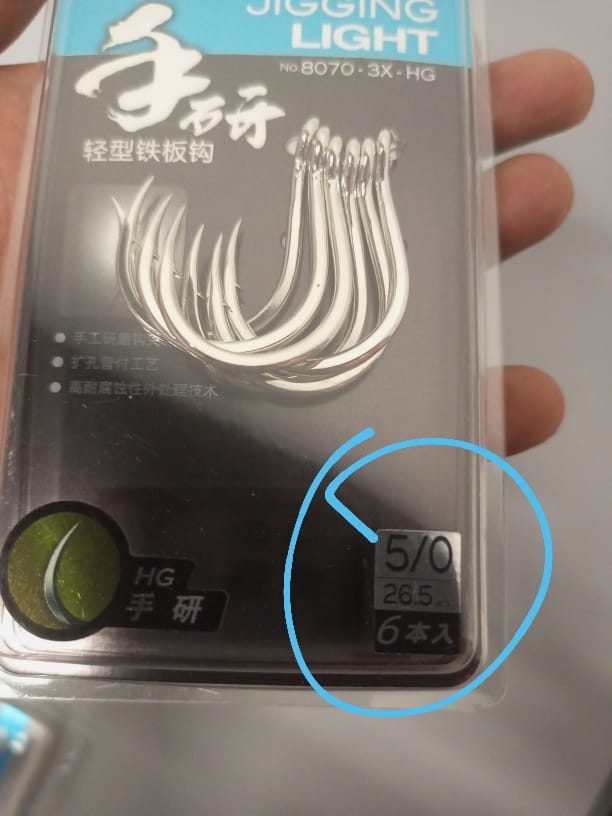 JIGGING
LIGHT
No.8070-3X-HG
手研
轻型铁板钩
手工研磨钩尖
扩孔管付工艺
高耐腐蚀性外处理技术
HG
手研
5/0
26.5
6本入